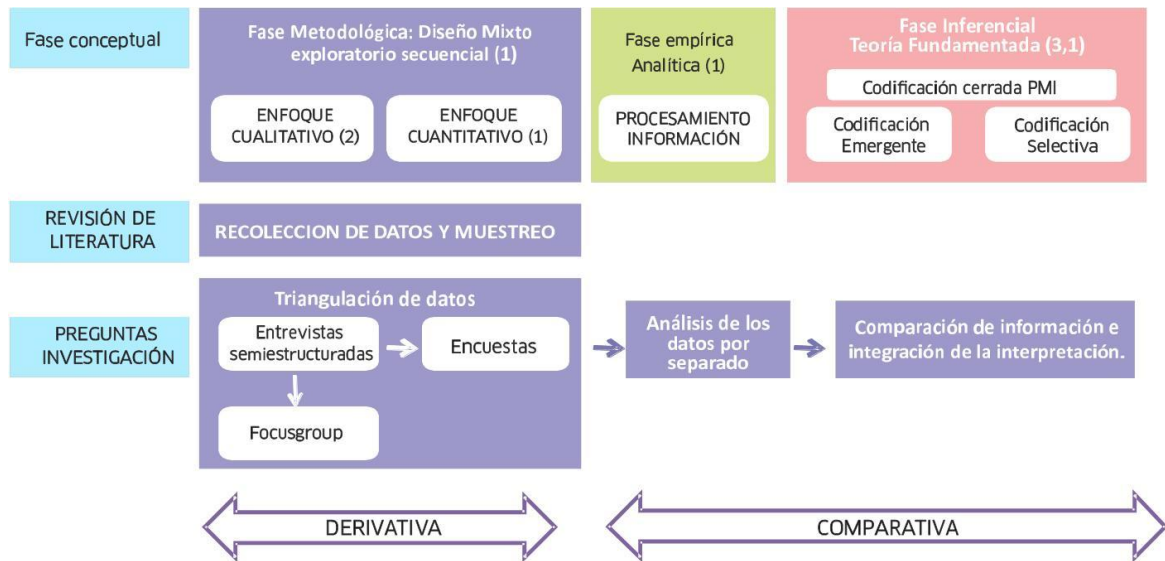 Fase conceptual
Fase Metodológica: Diseño Mixto
exploratorio secuencial (1)
ENFOQUE
CUALITATIVO (2)
ENFOQUE
CUANTITATIVO (1)
Fase empírica
Analítica (1)
PROCESAMIENTO
INFORMACIÓN
Fase Inferencial
Teoría Fundamentada (3,1)
Codificación cerrada PMI
Codificación
Emergente
Codificación
Selectiva
REVISIÓN DE
LITERATURA
RECOLECCION DE DATOS Y MUESTREO
PREGUNTAS
INVESTIGACIÓN
Triangulación de datos
Entrevistas
semiestructuradas
Encuestas
Focusgroup
Análisis de los
datos por
separado
Comparación de información e
integración de la interpretación.
DERIVATIVA
COMPARATIVA